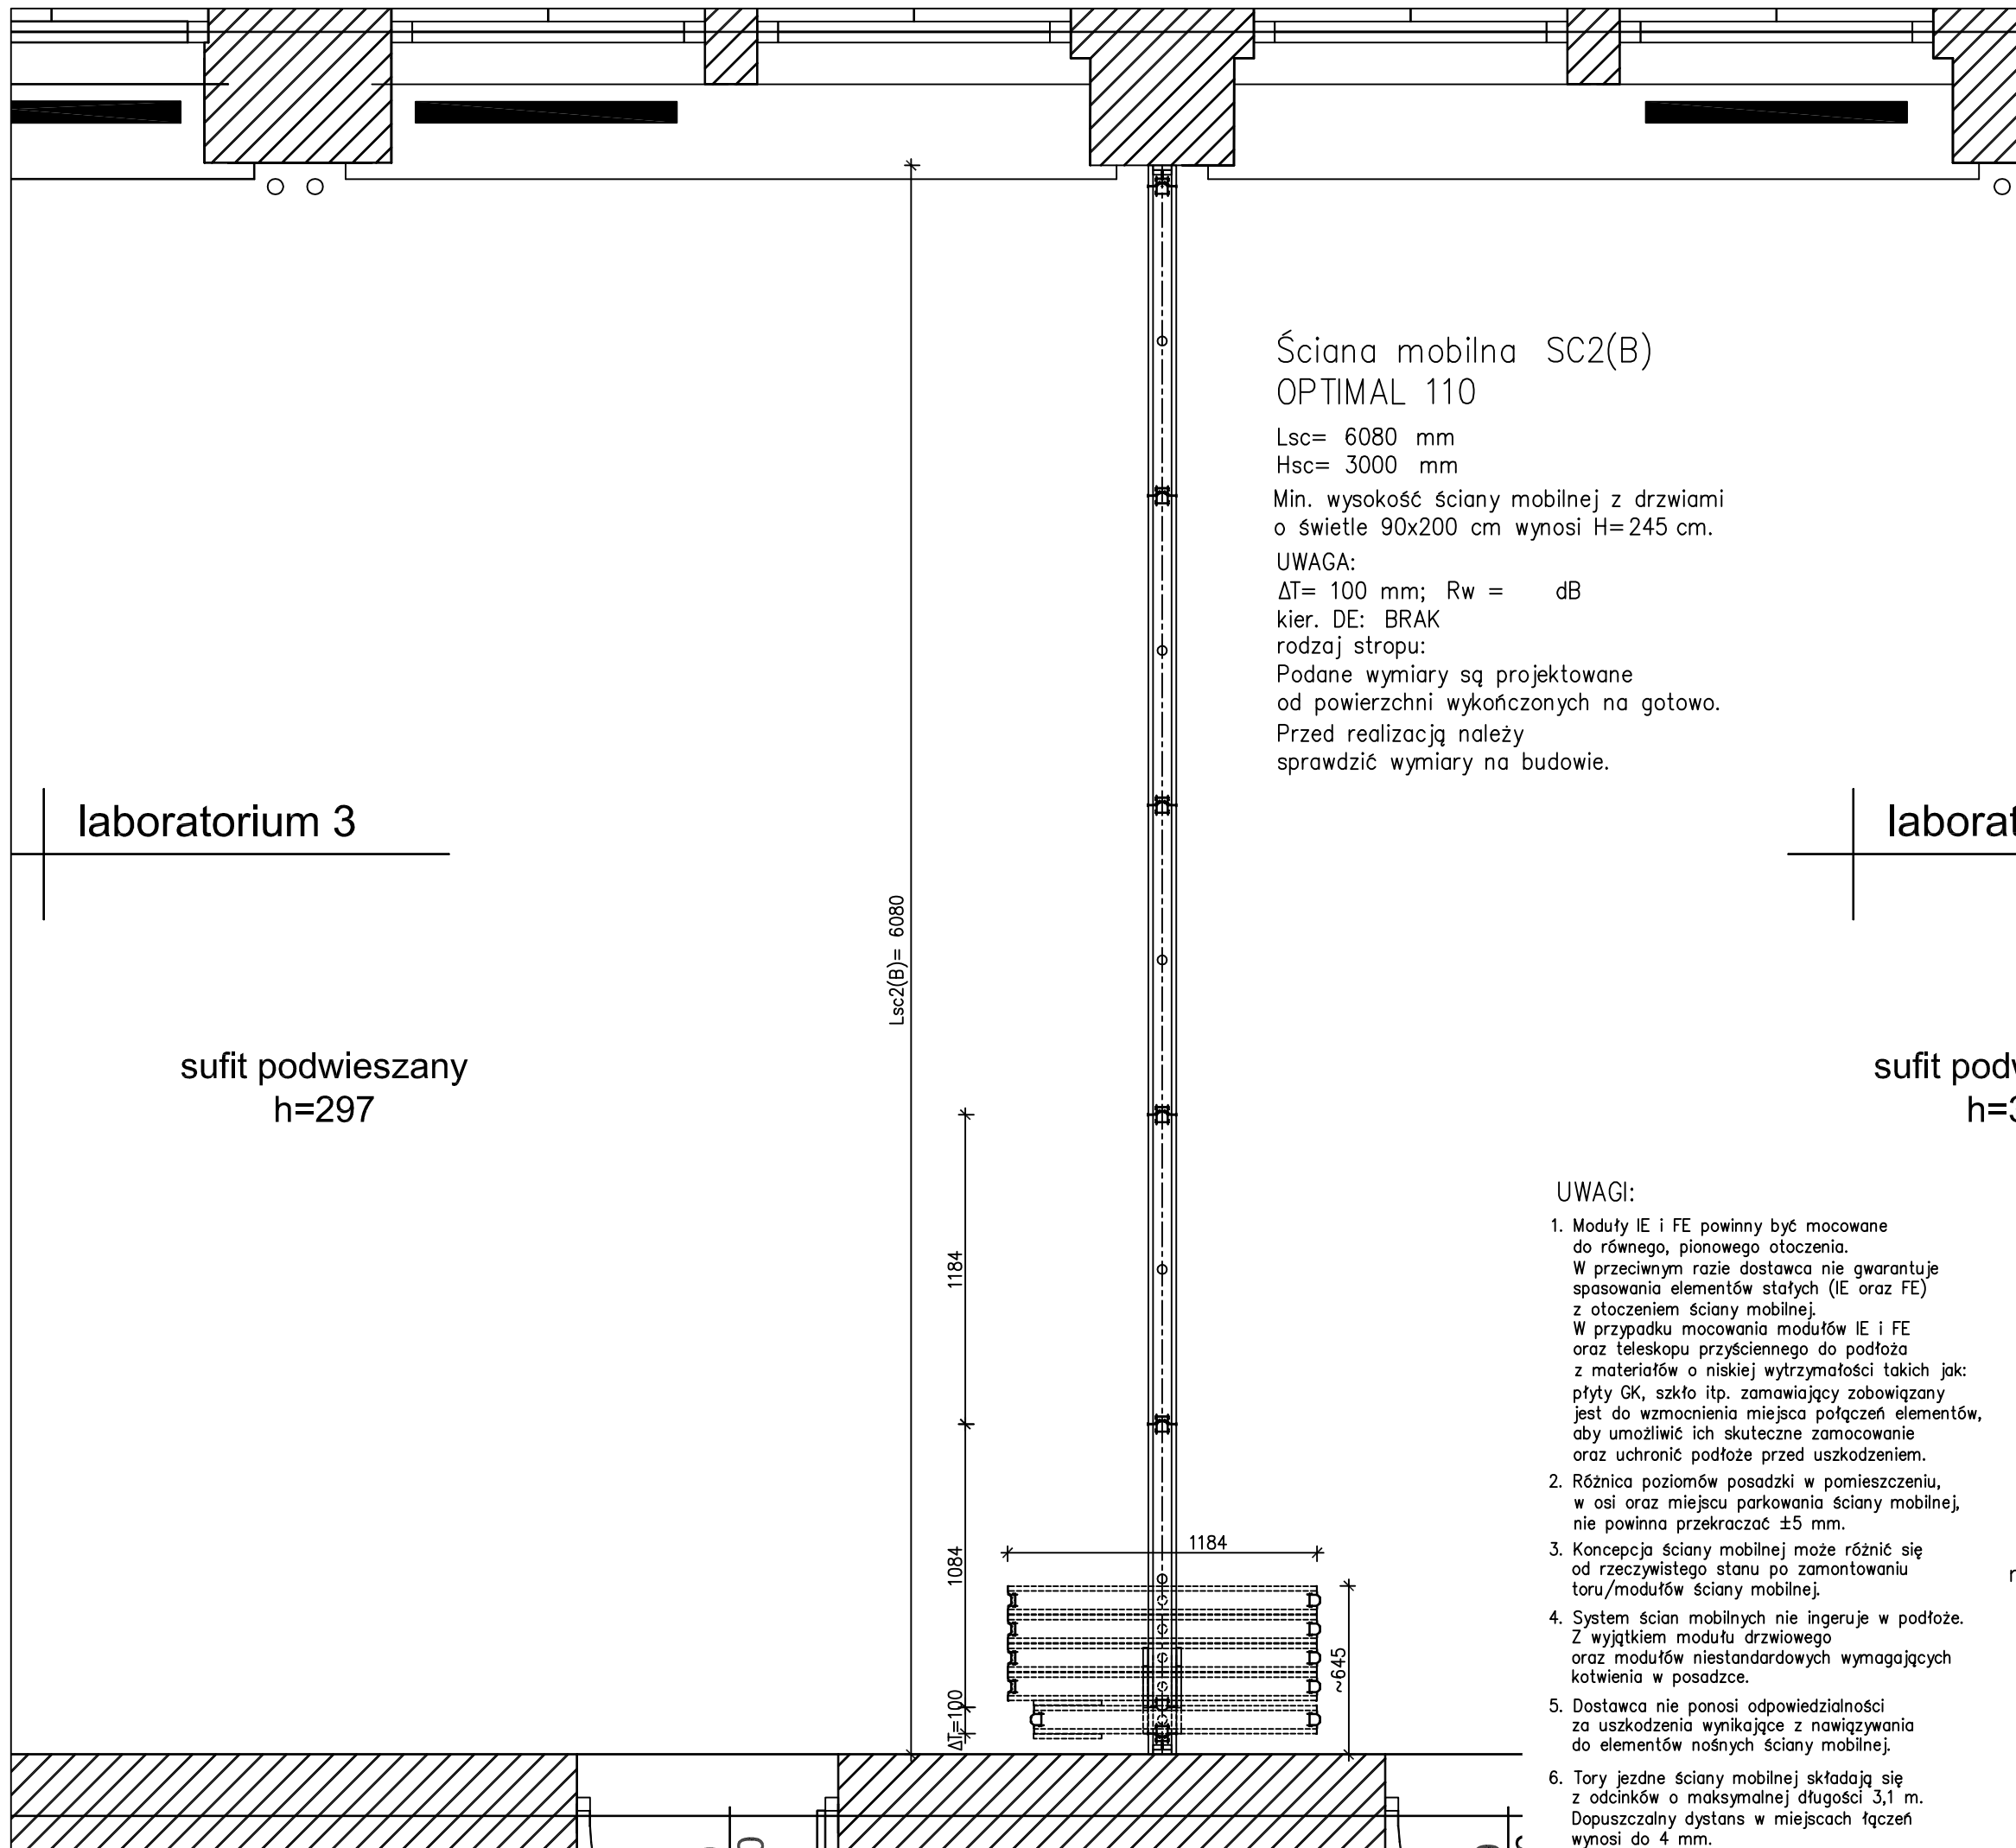 Ściana mobilna SC2(B)
OPTIMAL 110
Lsc= 6080 mm
Hsc= 3000 mm
Min. wysokość ściany mobilnej z drzwiami
o świetle 90x200 cm wynosi H=245 cm.
UWAGA:
ΔT= 100 mm; Rw = dB
kier. DE: BRAK
rodzaj stropu:
Podane wymiary są projektowane
od powierzchni wykończonych na gotowo.
Przed realizacją należy
sprawdzić wymiary na budowie.
laboratorium 3
laborat
Lsc2(B)= 6080
sufit podwieszany
h=297
sufit podw
h=3
1184
1084
ΔT=100
1184
~645
UWAGI:
1. Moduły IE i FE powinny być mocowane
do równego, pionowego otoczenia.
W przeciwnym razie dostawca nie gwarantuje
spasowania elementów stałych (IE oraz FE)
z otoczeniem ściany mobilnej.
W przypadku mocowania modułów IE i FE
oraz teleskopu przyściennego do podłoża
z materiałów o niskiej wytrzymałości takich jak:
płyty GK, szkło itp. zamawiający zobowiązany
jest do wzmocnienia miejsca połączeń elementów,
aby umożliwić ich skuteczne zamocowanie
oraz uchronić podłoże przed uszkodzeniem.
2. Różnica poziomów posadzki w pomieszczeniu,
w osi oraz miejscu parkowania ściany mobilnej,
nie powinna przekraczać ±5 mm.
3. Koncepcja ściany mobilnej może różnić się
od rzeczywistego stanu po zamontowaniu
toru/modułów ściany mobilnej.
4. System ścian mobilnych nie ingeruje w podłoże.
Z wyjątkiem modułu drzwiowego
oraz modułów niestandardowych wymagających
kotwienia w posadzce.
5. Dostawca nie ponosi odpowiedzialności
za uszkodzenia wynikające z nawiązywania
do elementów nośnych ściany mobilnej.
6. Tory jezdne ściany mobilnej składają się
z odcinków o maksymalnej długości 3,1 m.
Dopuszczalny dystans w miejscach łączeń
wynosi do 4 mm.